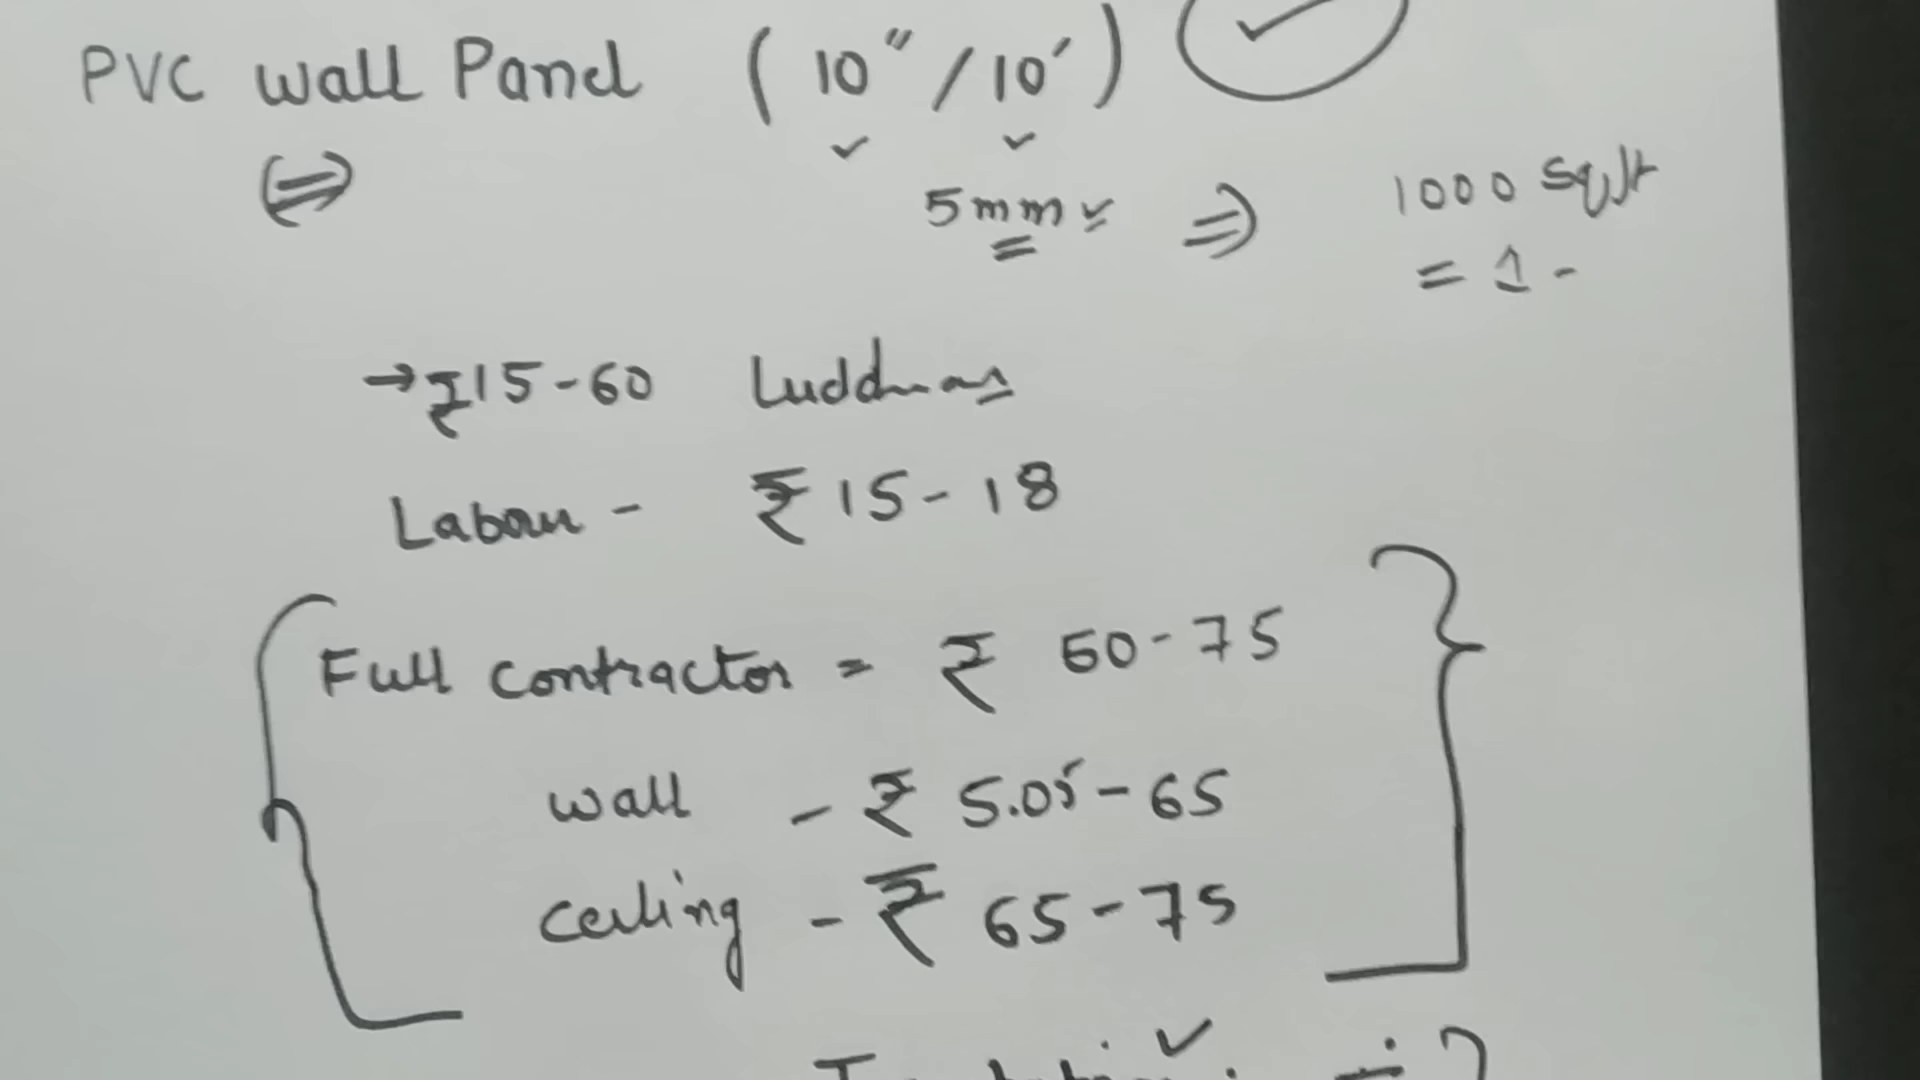 PVC wall Panel (10"/10') ✓
⇒
5mm ✓ ⇒ 1000 Sqft
= 1 -
→ ₹15-60
Labour - ₹ 15-18
Full contractor = ₹ 50-75
wall - ₹ 5.05-65
ceiling - ₹ 65-75